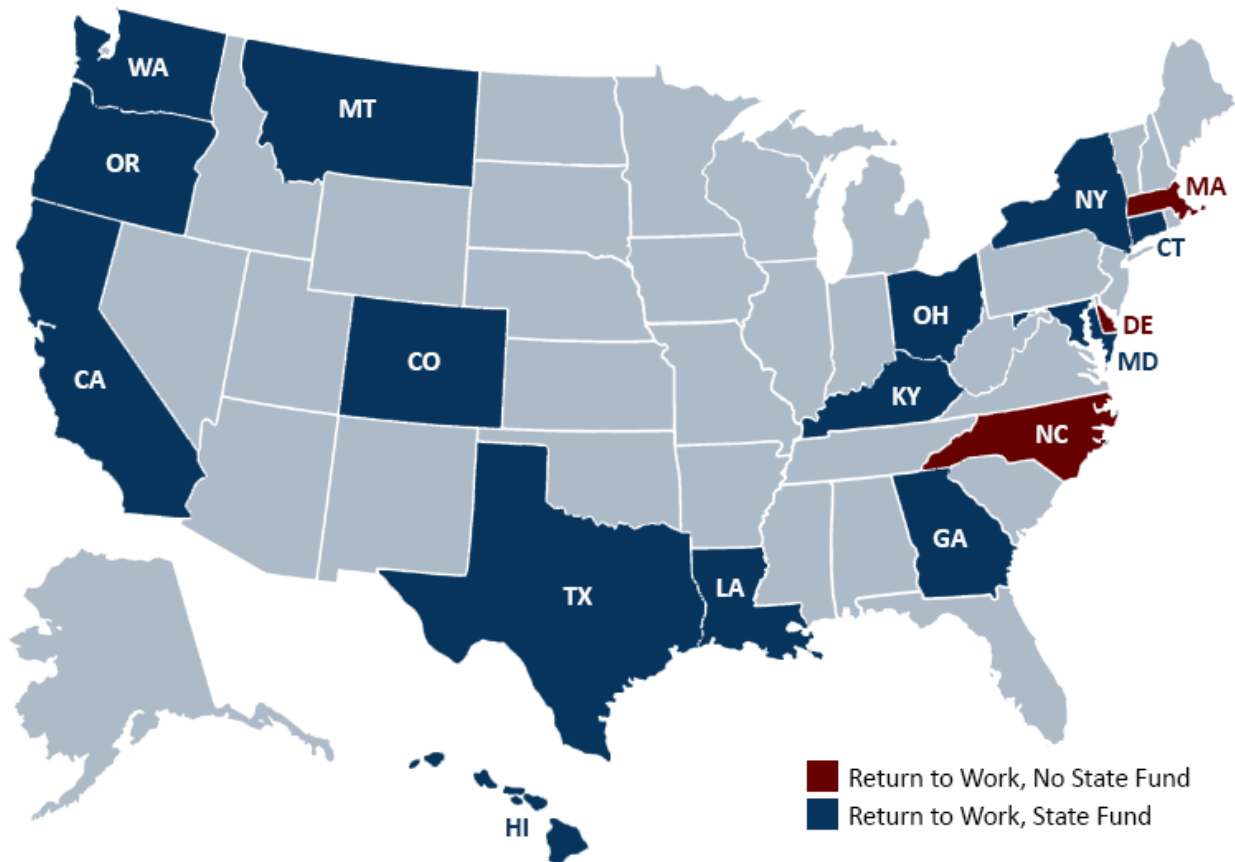 WA
MT
OR
MA
NY
CT
OH
DE
CO
MD
CA
KY
NC
GA
LA
TX
Return to Work, No State Fund
Return to Work, State Fund
HI